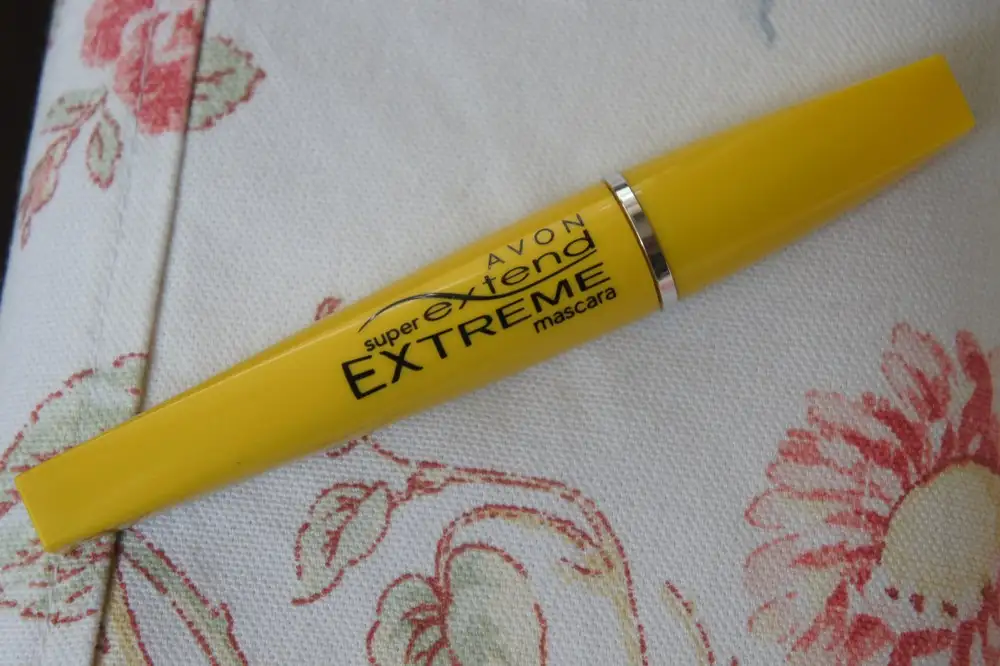 AVON
super extend
EXTREME
mascara